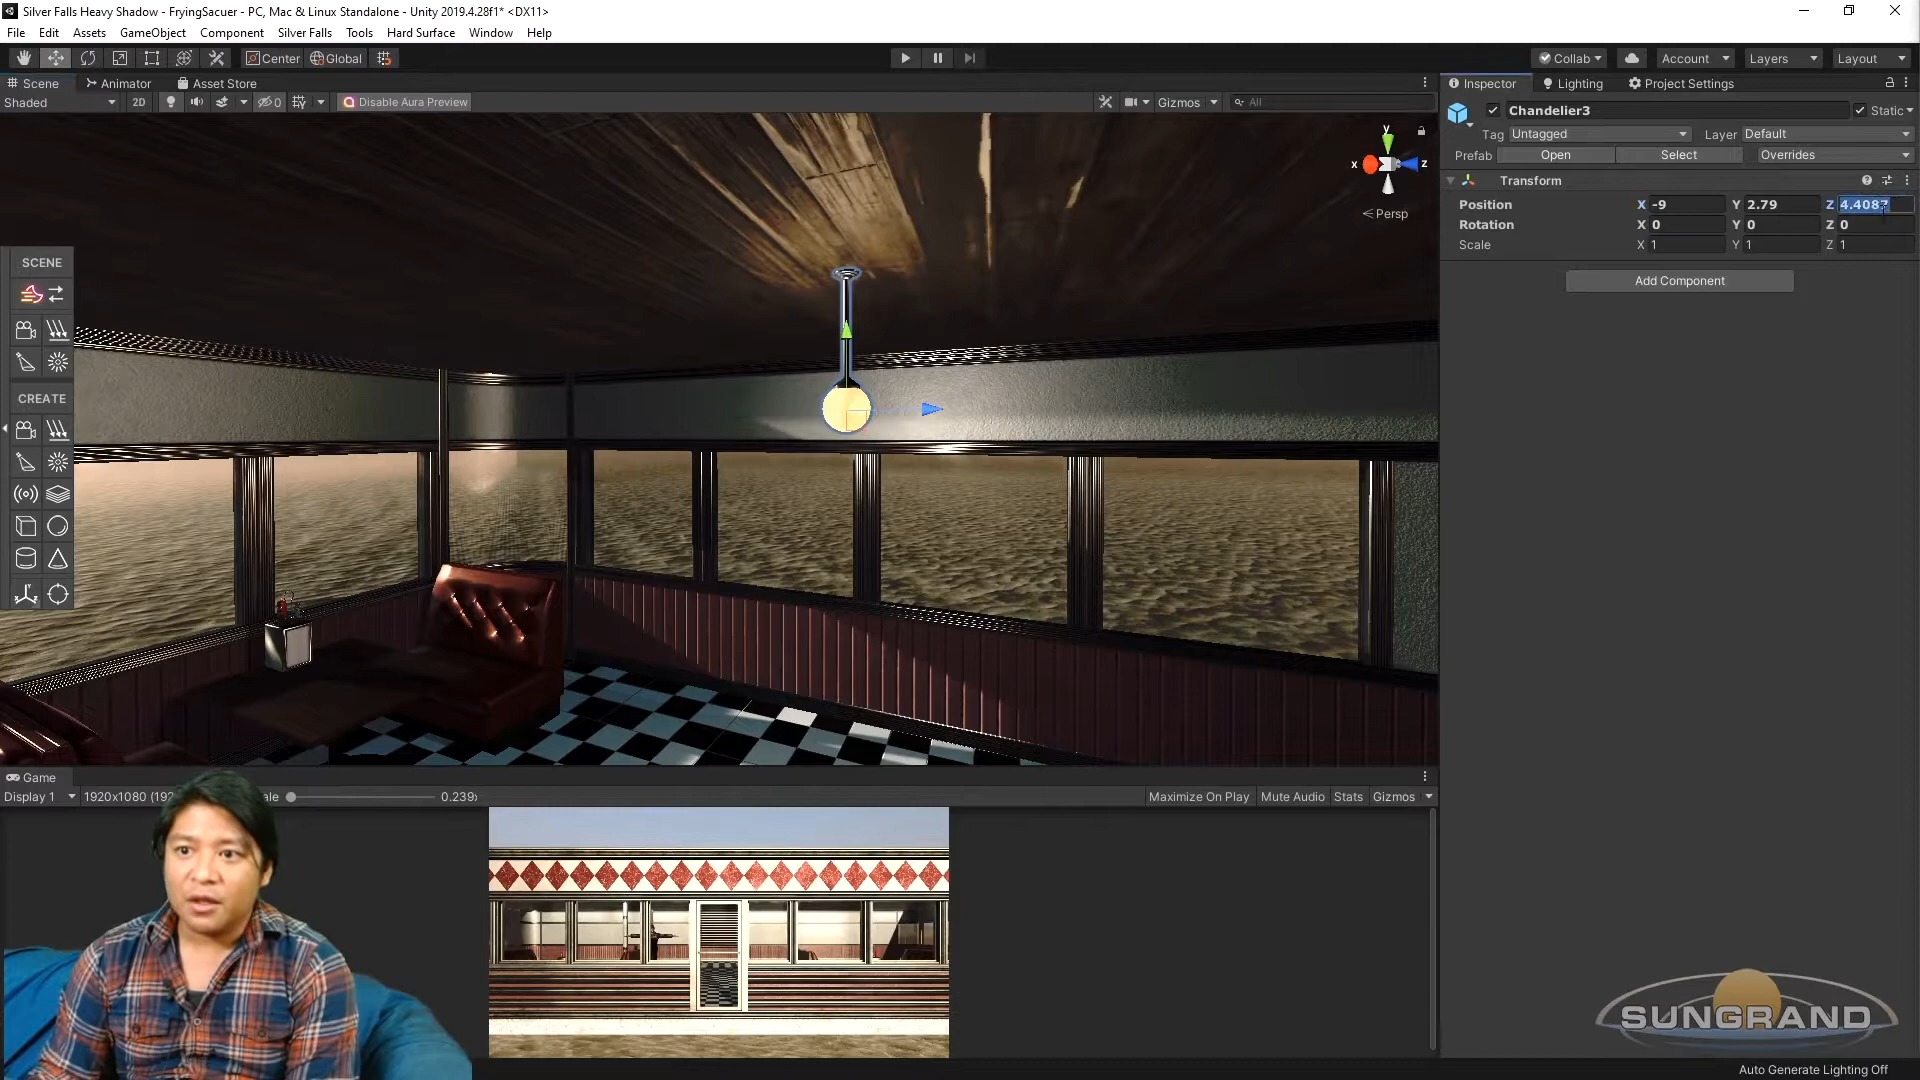 Silver Falls Heavy Shadow - FryingSacuer - PC, Mac & Linux Standalone - Unity 2019.4.28f1* <DX11>
File Edit Assets GameObject Component Silver Falls Tools Hard Surface Window Help
Center Global Collab Account Layers Layout
Scene Animator Asset Store
Shaded 2D 0 Disable Aura Preview Gizmos All
Inspector Lighting Project Settings
Chandelier3 Static
Tag Untagged Layer Default
Prefab Open Select Overrides
Transform
Position X -9 Y 2.79 Z 4.4087
Rotation X 0 Y 0 Z 0
Scale X 1 Y 1 Z 1
Add Component
y
x z
Persp
SCENE
CREATE
Game
Display 1 1920x1080 (192 ale 0.239x Maximize On Play Mute Audio Stats Gizmos
SUNGRAND
Auto Generate Lighting Off